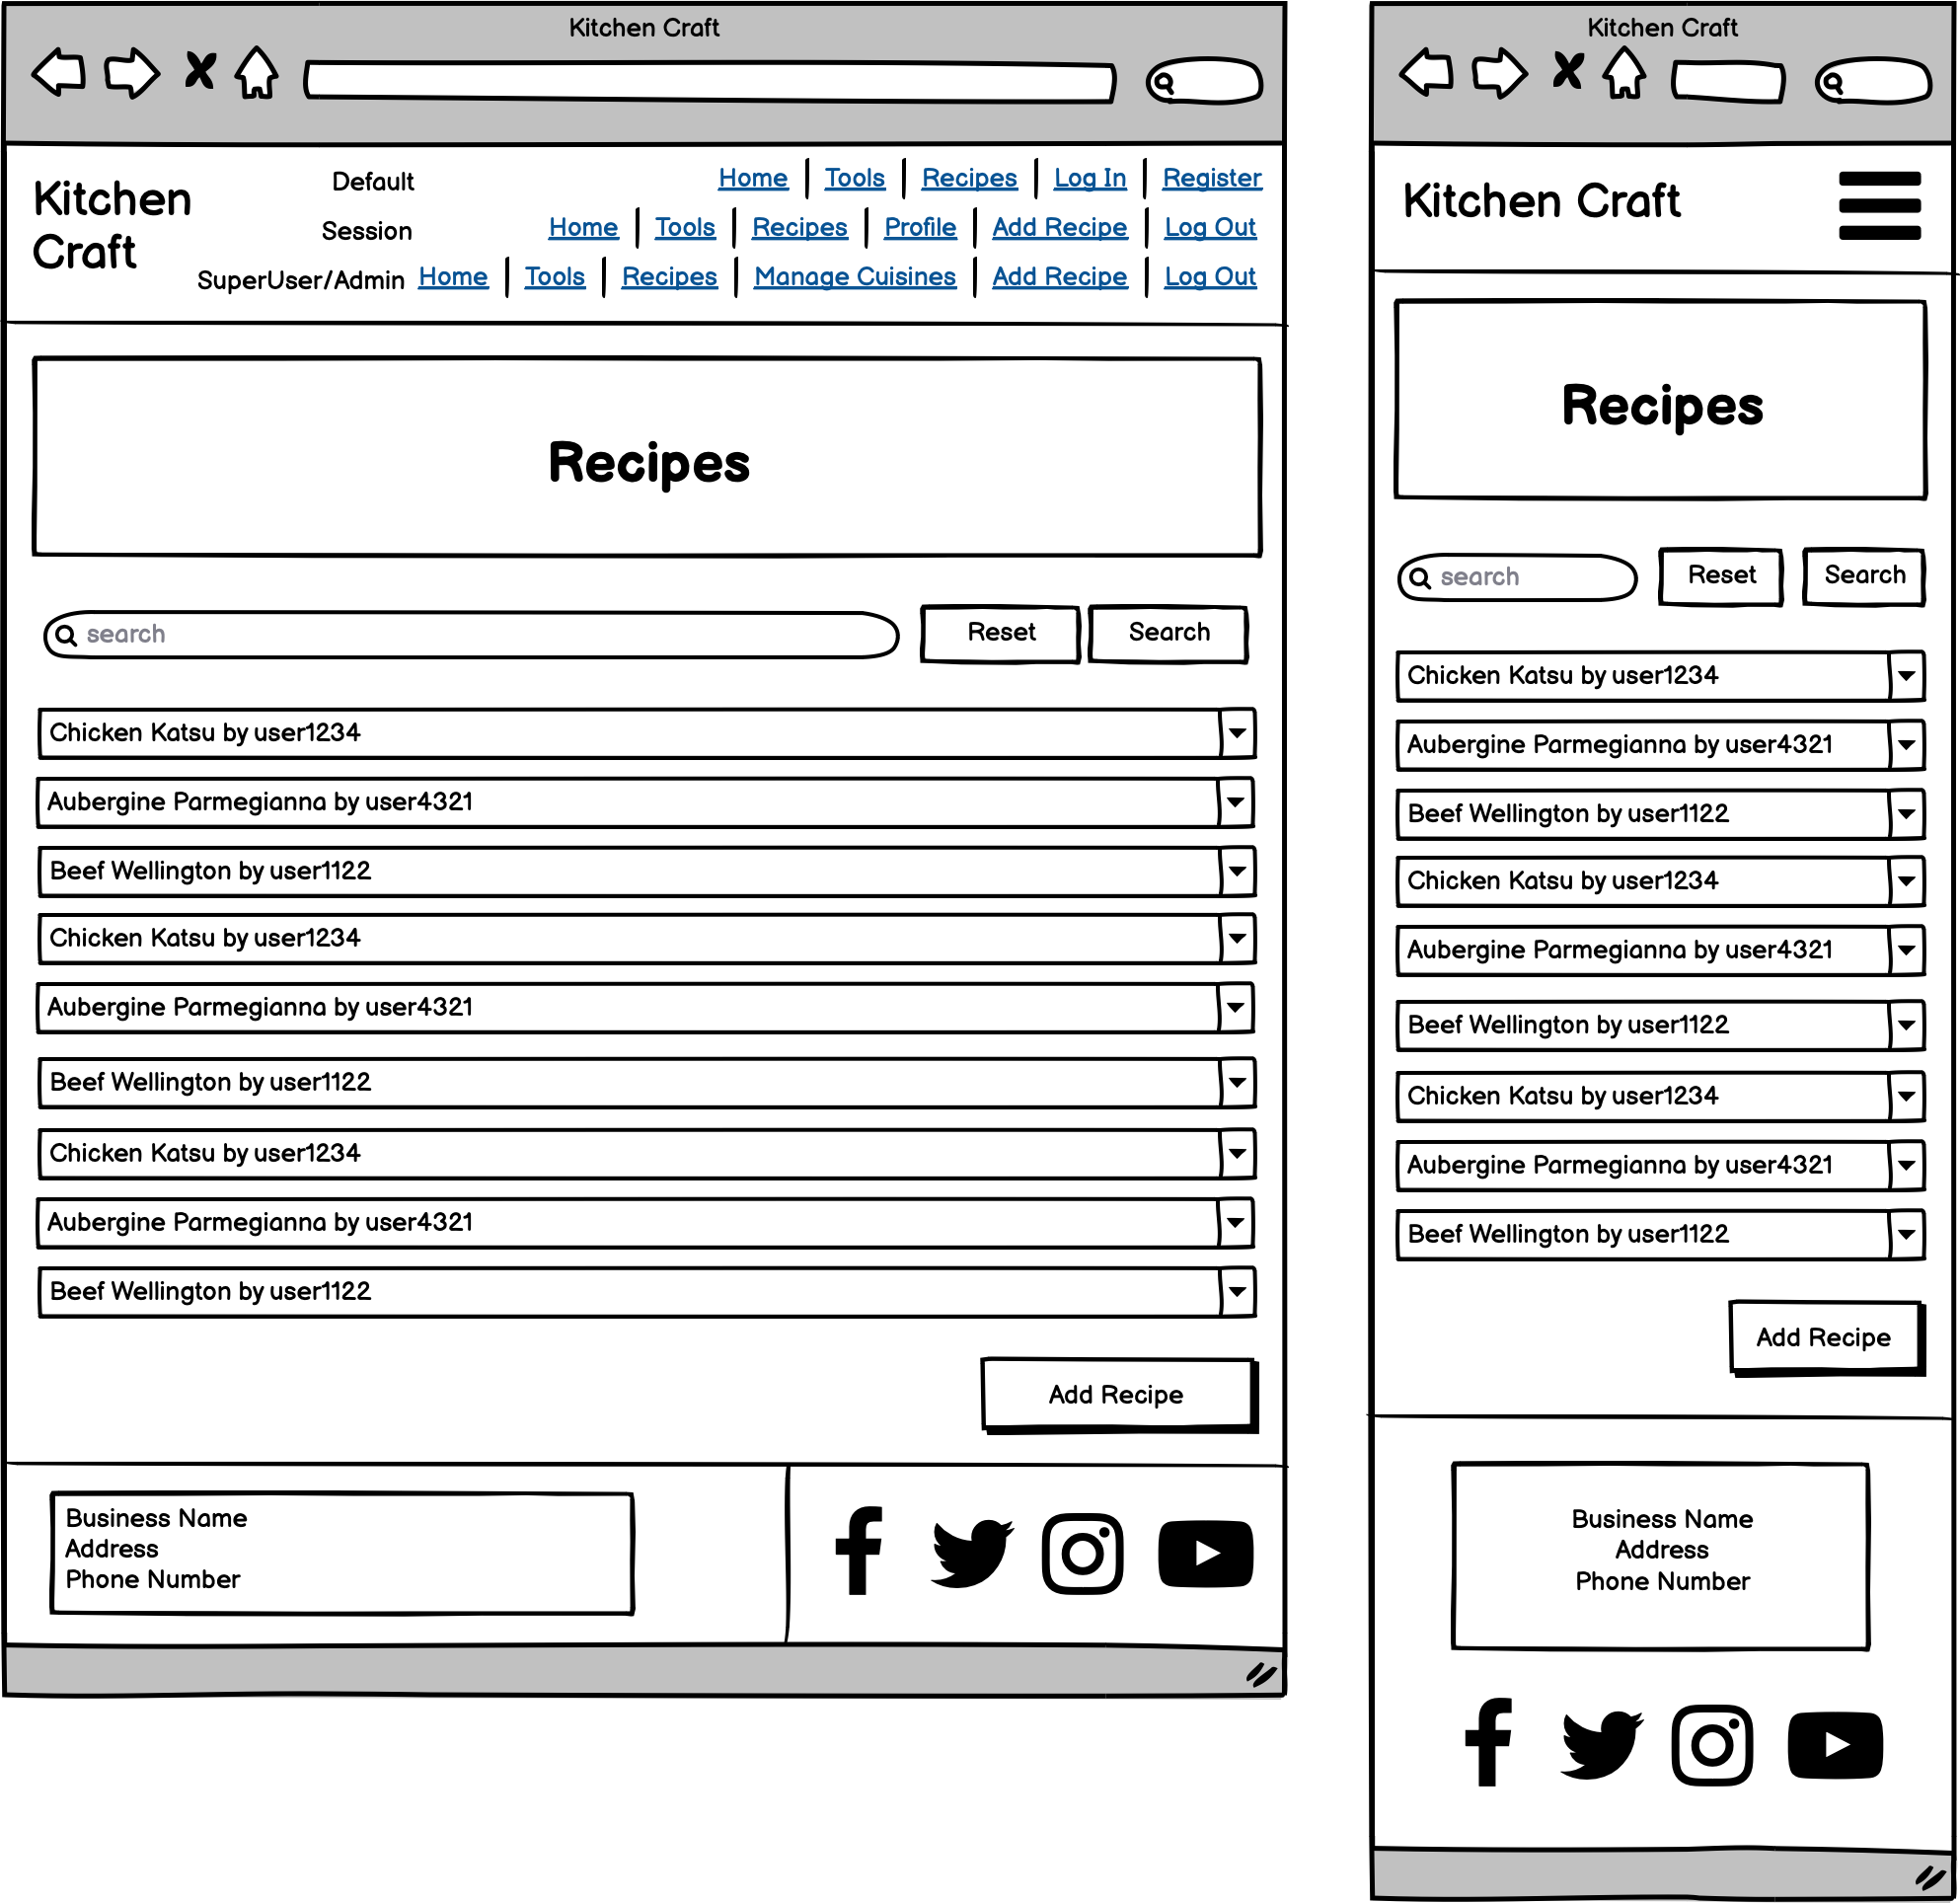 Kitchen Craft
Kitchen
Craft
Default
Home Tools Recipes Log In Register
Session
Home Tools Recipes Profile Add Recipe Log Out
SuperUser/Admin
Home Tools Recipes Manage Cuisines Add Recipe Log Out
Recipes
search
Reset
Search
Chicken Katsu by user1234
Aubergine Parmegianna by user4321
Beef Wellington by user1122
Chicken Katsu by user1234
Aubergine Parmegianna by user4321
Beef Wellington by user1122
Chicken Katsu by user1234
Aubergine Parmegianna by user4321
Beef Wellington by user1122
Add Recipe
Business Name
Address
Phone Number
Kitchen Craft
Kitchen Craft
Recipes
search
Reset
Search
Chicken Katsu by user1234
Aubergine Parmegianna by user4321
Beef Wellington by user1122
Chicken Katsu by user1234
Aubergine Parmegianna by user4321
Beef Wellington by user1122
Chicken Katsu by user1234
Aubergine Parmegianna by user4321
Beef Wellington by user1122
Add Recipe
Business Name
Address
Phone Number